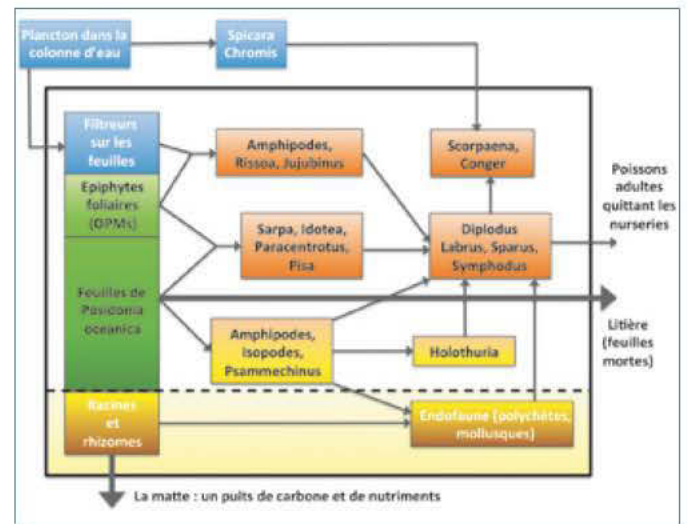 Plancton dans la
colonne d'eau
Spicara
Chromis
Filtreurs
sur les
feuilles
Amphipodes,
Rissoa, Jujubinus
Scorpaena,
Conger
Poissons
adultes
quittant les
nurseries
Epiphytes
foliaires
(OPMs)
Sarpa, Idotea,
Paracentrotus,
Pisa
Diplodus
Labrus, Sparus,
Symphodus
Feuilles de
Posidonia
oceanica
Litière
(feuilles
mortes)
Amphipodes,
Isopodes,
Psammechinus
Holothuria
Racines
et
rhizomes
Endofaune (polychètes,
mollusques)
La matte : un puits de carbone et de nutriments